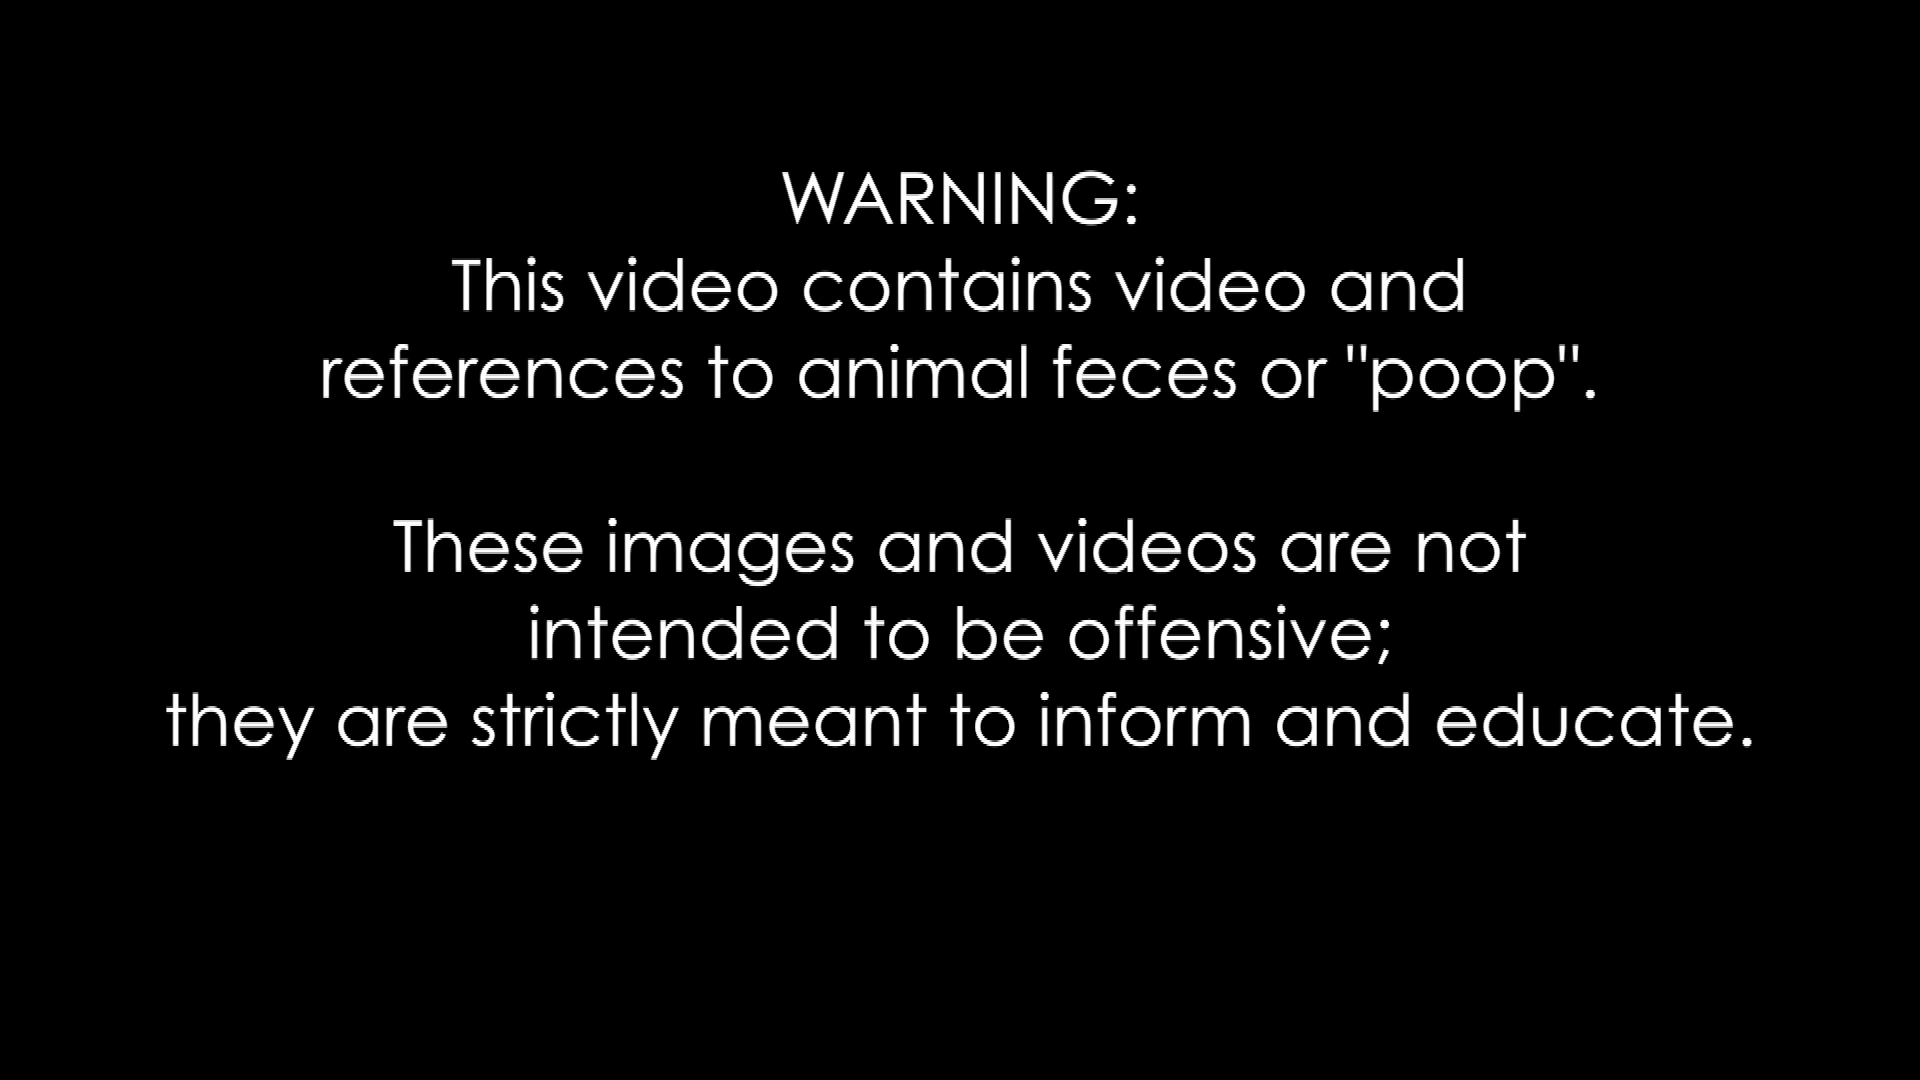 WARNING:
This video contains video and
references to animal feces or "poop".
These images and videos are not
intended to be offensive;
they are strictly meant to inform and educate.